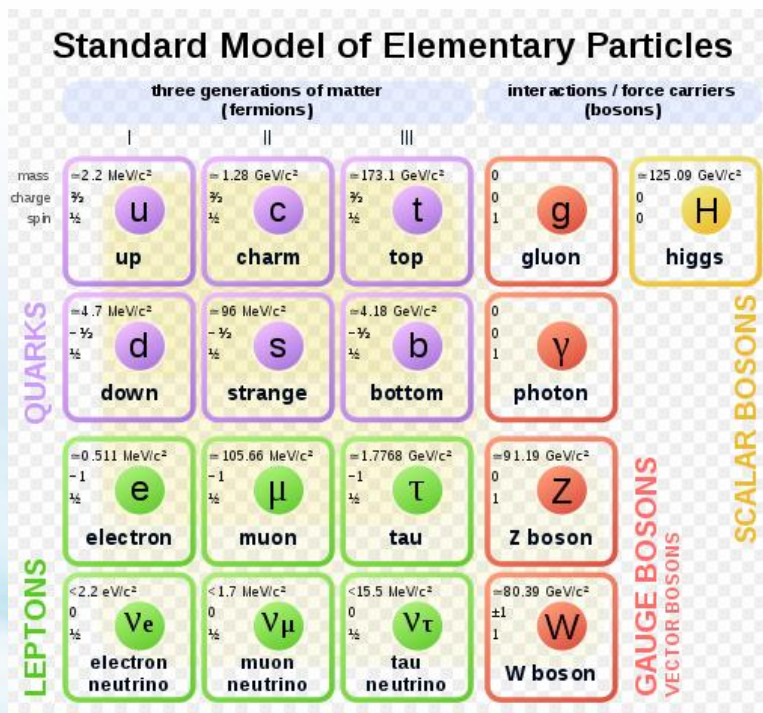 Standard Model of Elementary Particles
three generations of matter
(fermions)
interactions / force carriers
(bosons)
I
II
III
mass
charge
spin
≃2.2 MeV/c²
⅔
½
u
up
≃1.28 GeV/c²
⅔
½
c
charm
≃173.1 GeV/c²
⅔
½
t
top
0
0
1
g
gluon
≃125.09 GeV/c²
0
0
H
higgs
QUARKS
≃4.7 MeV/c²
−⅓
½
d
down
≃96 MeV/c²
−⅓
½
s
strange
≃4.18 GeV/c²
−⅓
½
b
bottom
0
0
1
γ
photon
SCALAR BOSONS
LEPTONS
≃0.511 MeV/c²
−1
½
e
electron
≃105.66 MeV/c²
−1
½
μ
muon
≃1.7768 GeV/c²
−1
½
τ
tau
≃91.19 GeV/c²
0
1
Z
Z boson
GAUGE BOSONS
VECTOR BOSONS
<2.2 eV/c²
0
½
νe
electron
neutrino
<1.7 MeV/c²
0
½
νμ
muon
neutrino
<15.5 MeV/c²
0
½
ντ
tau
neutrino
≃80.39 GeV/c²
±1
1
W
W boson